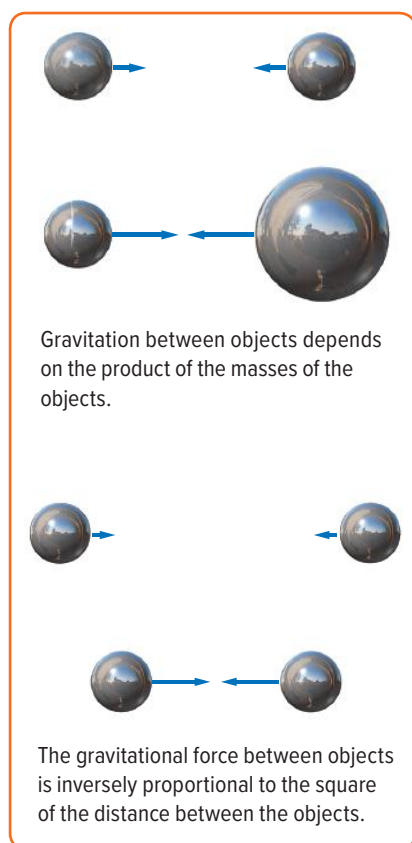 Gravitation between objects depends
on the product of the masses of the
objects.
The gravitational force between objects
is inversely proportional to the square
of the distance between the objects.